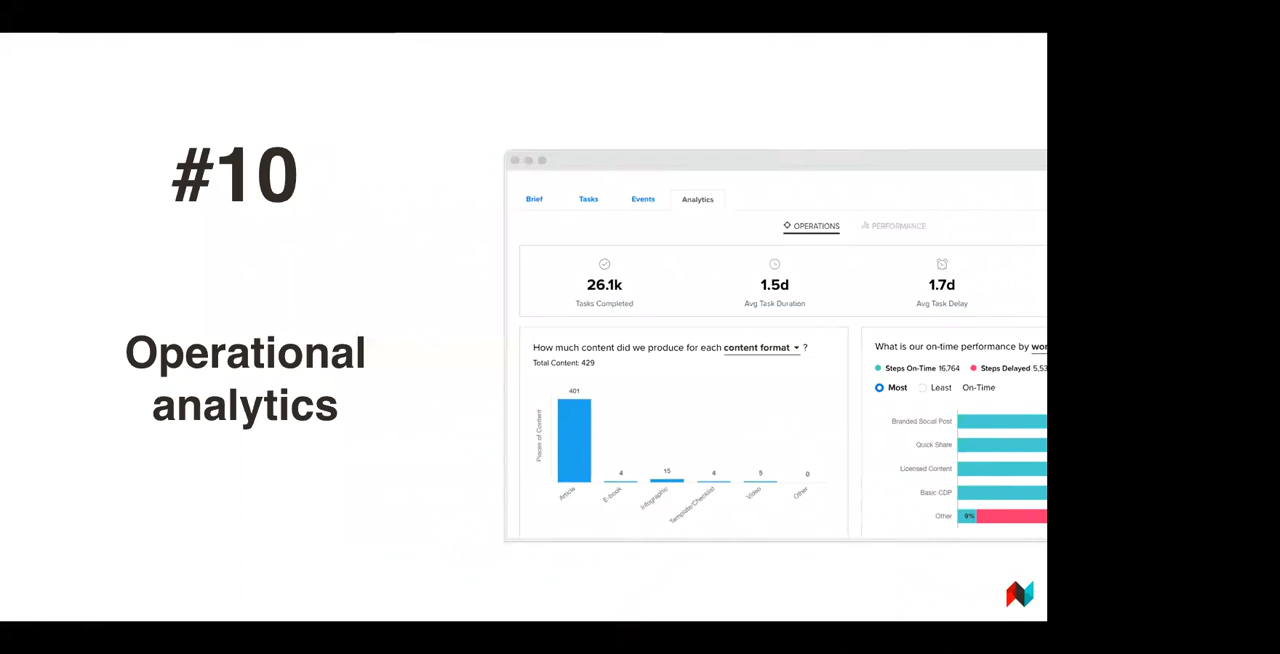 #10
Operational
analytics
Brief Tasks Events Analytics
OPERATIONS PERFORMANCE
26.1k 1.5d 1.7d
Tasks Completed Avg Task Duration Avg Task Delay
How much content did we produce for each content format ?
Total Content: 429
401
4
15
4
5
0
Pieces of Content
Article
E-book
Infographic
Template/Checklist
Video
Other
What is our on-time performance by wor
Steps On-Time 16,764 Steps Delayed 5,53
Most Least On-Time
Branded Social Post
Quick Share
Licensed Content
Basic CDP
Other 9%